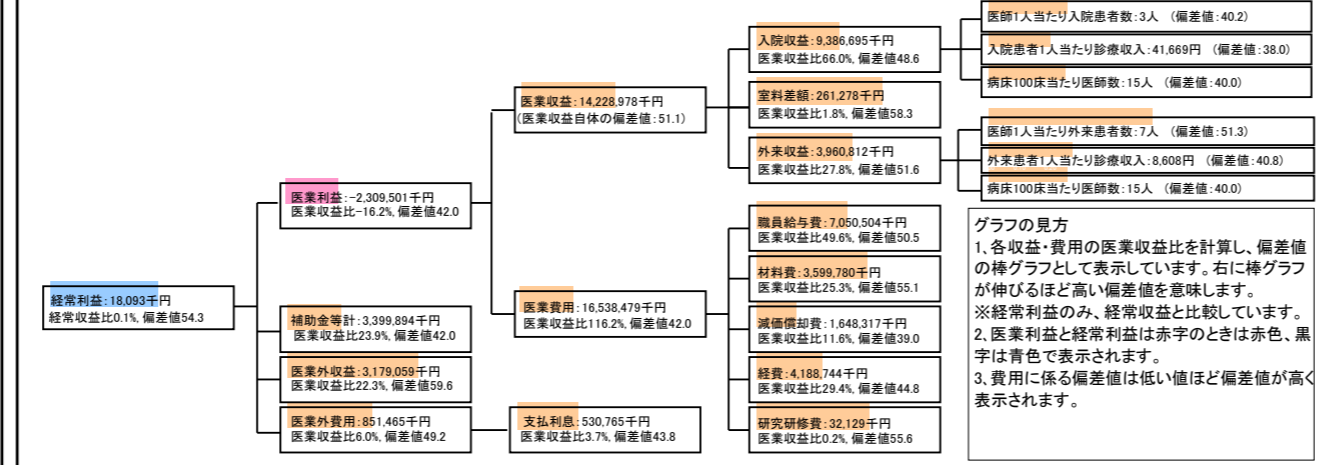 経常利益:18,093千円
経常収益比0.1%, 偏差値54.3
医業利益:-2,309,501千円
医業収益比-16.2%, 偏差値42.0
補助金等計:3,399,894千円
医業収益比23.9%, 偏差値42.0
医業外収益:3,179,059千円
医業収益比22.3%, 偏差値59.6
医業外費用:851,465千円
医業収益比6.0%, 偏差値49.2
医業収益:14,228,978千円
(医業収益自体の偏差値:51.1)
医業費用:16,538,479千円
医業収益比116.2%, 偏差値42.0
支払利息:530,765千円
医業収益比3.7%, 偏差値43.8
入院収益:9,386,695千円
医業収益比66.0%, 偏差値48.6
室料差額:261,278千円
医業収益比1.8%, 偏差値58.3
外来収益:3,960,812千円
医業収益比27.8%, 偏差値51.6
職員給与費:7,050,504千円
医業収益比49.6%, 偏差値50.5
材料費:3,599,780千円
医業収益比25.3%, 偏差値55.1
減価償却費:1,648,317千円
医業収益比11.6%, 偏差値39.0
経費:4,188,744千円
医業収益比29.4%, 偏差値44.8
研究研修費:32,129千円
医業収益比0.2%, 偏差値55.6
医師1人当たり入院患者数:3人 (偏差値:40.2)
入院患者1人当たり診療収入:41,669円 (偏差値:38.0)
病床100床当たり医師数:15人 (偏差値:40.0)
医師1人当たり外来患者数:7人 (偏差値:51.3)
外来患者1人当たり診療収入:8,608円 (偏差値:40.8)
病床100床当たり医師数:15人 (偏差値:40.0)
グラフの見方
1、各収益・費用の医業収益比を計算し、偏差値
の棒グラフとして表示しています。右に棒グラフ
が伸びるほど高い偏差値を意味します。
※経常利益のみ、経常収益と比較しています。
2、医業利益と経常利益は赤字のときは赤色、黒
字は青色で表示されます。
3、費用に係る偏差値は低い値ほど偏差値が高く
表示されます。